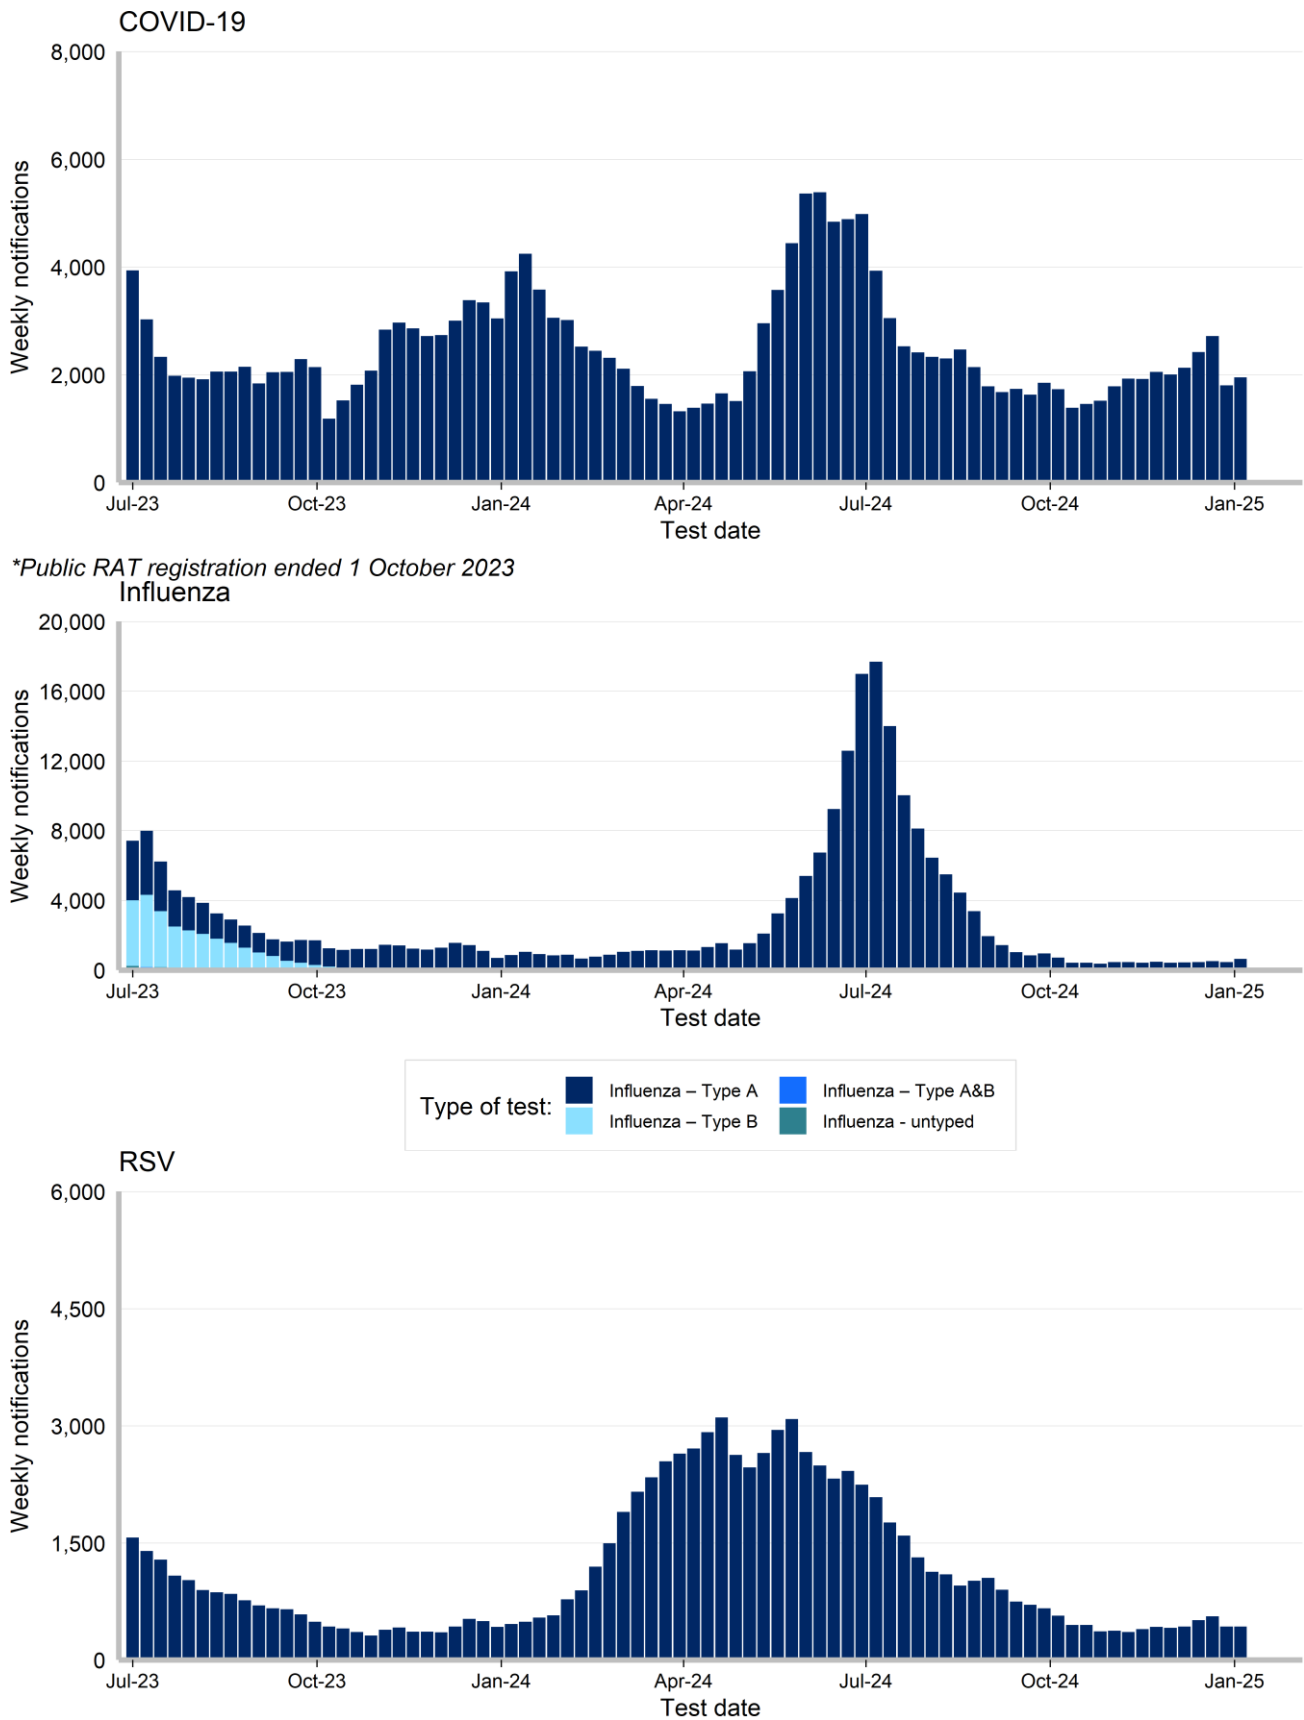 COVID-19
8,000
6,000
4,000
2,000
0
Weekly notifications
Jul-23 Oct-23 Jan-24 Apr-24 Jul-24 Oct-24 Jan-25
Test date
*Public RAT registration ended 1 October 2023
Influenza
20,000
16,000
12,000
8,000
4,000
0
Weekly notifications
Jul-23 Oct-23 Jan-24 Apr-24 Jul-24 Oct-24 Jan-25
Test date
Type of test:
Influenza – Type A Influenza – Type A&B
Influenza – Type B Influenza - untyped
RSV
6,000
4,500
3,000
1,500
0
Weekly notifications
Jul-23 Oct-23 Jan-24 Apr-24 Jul-24 Oct-24 Jan-25
Test date